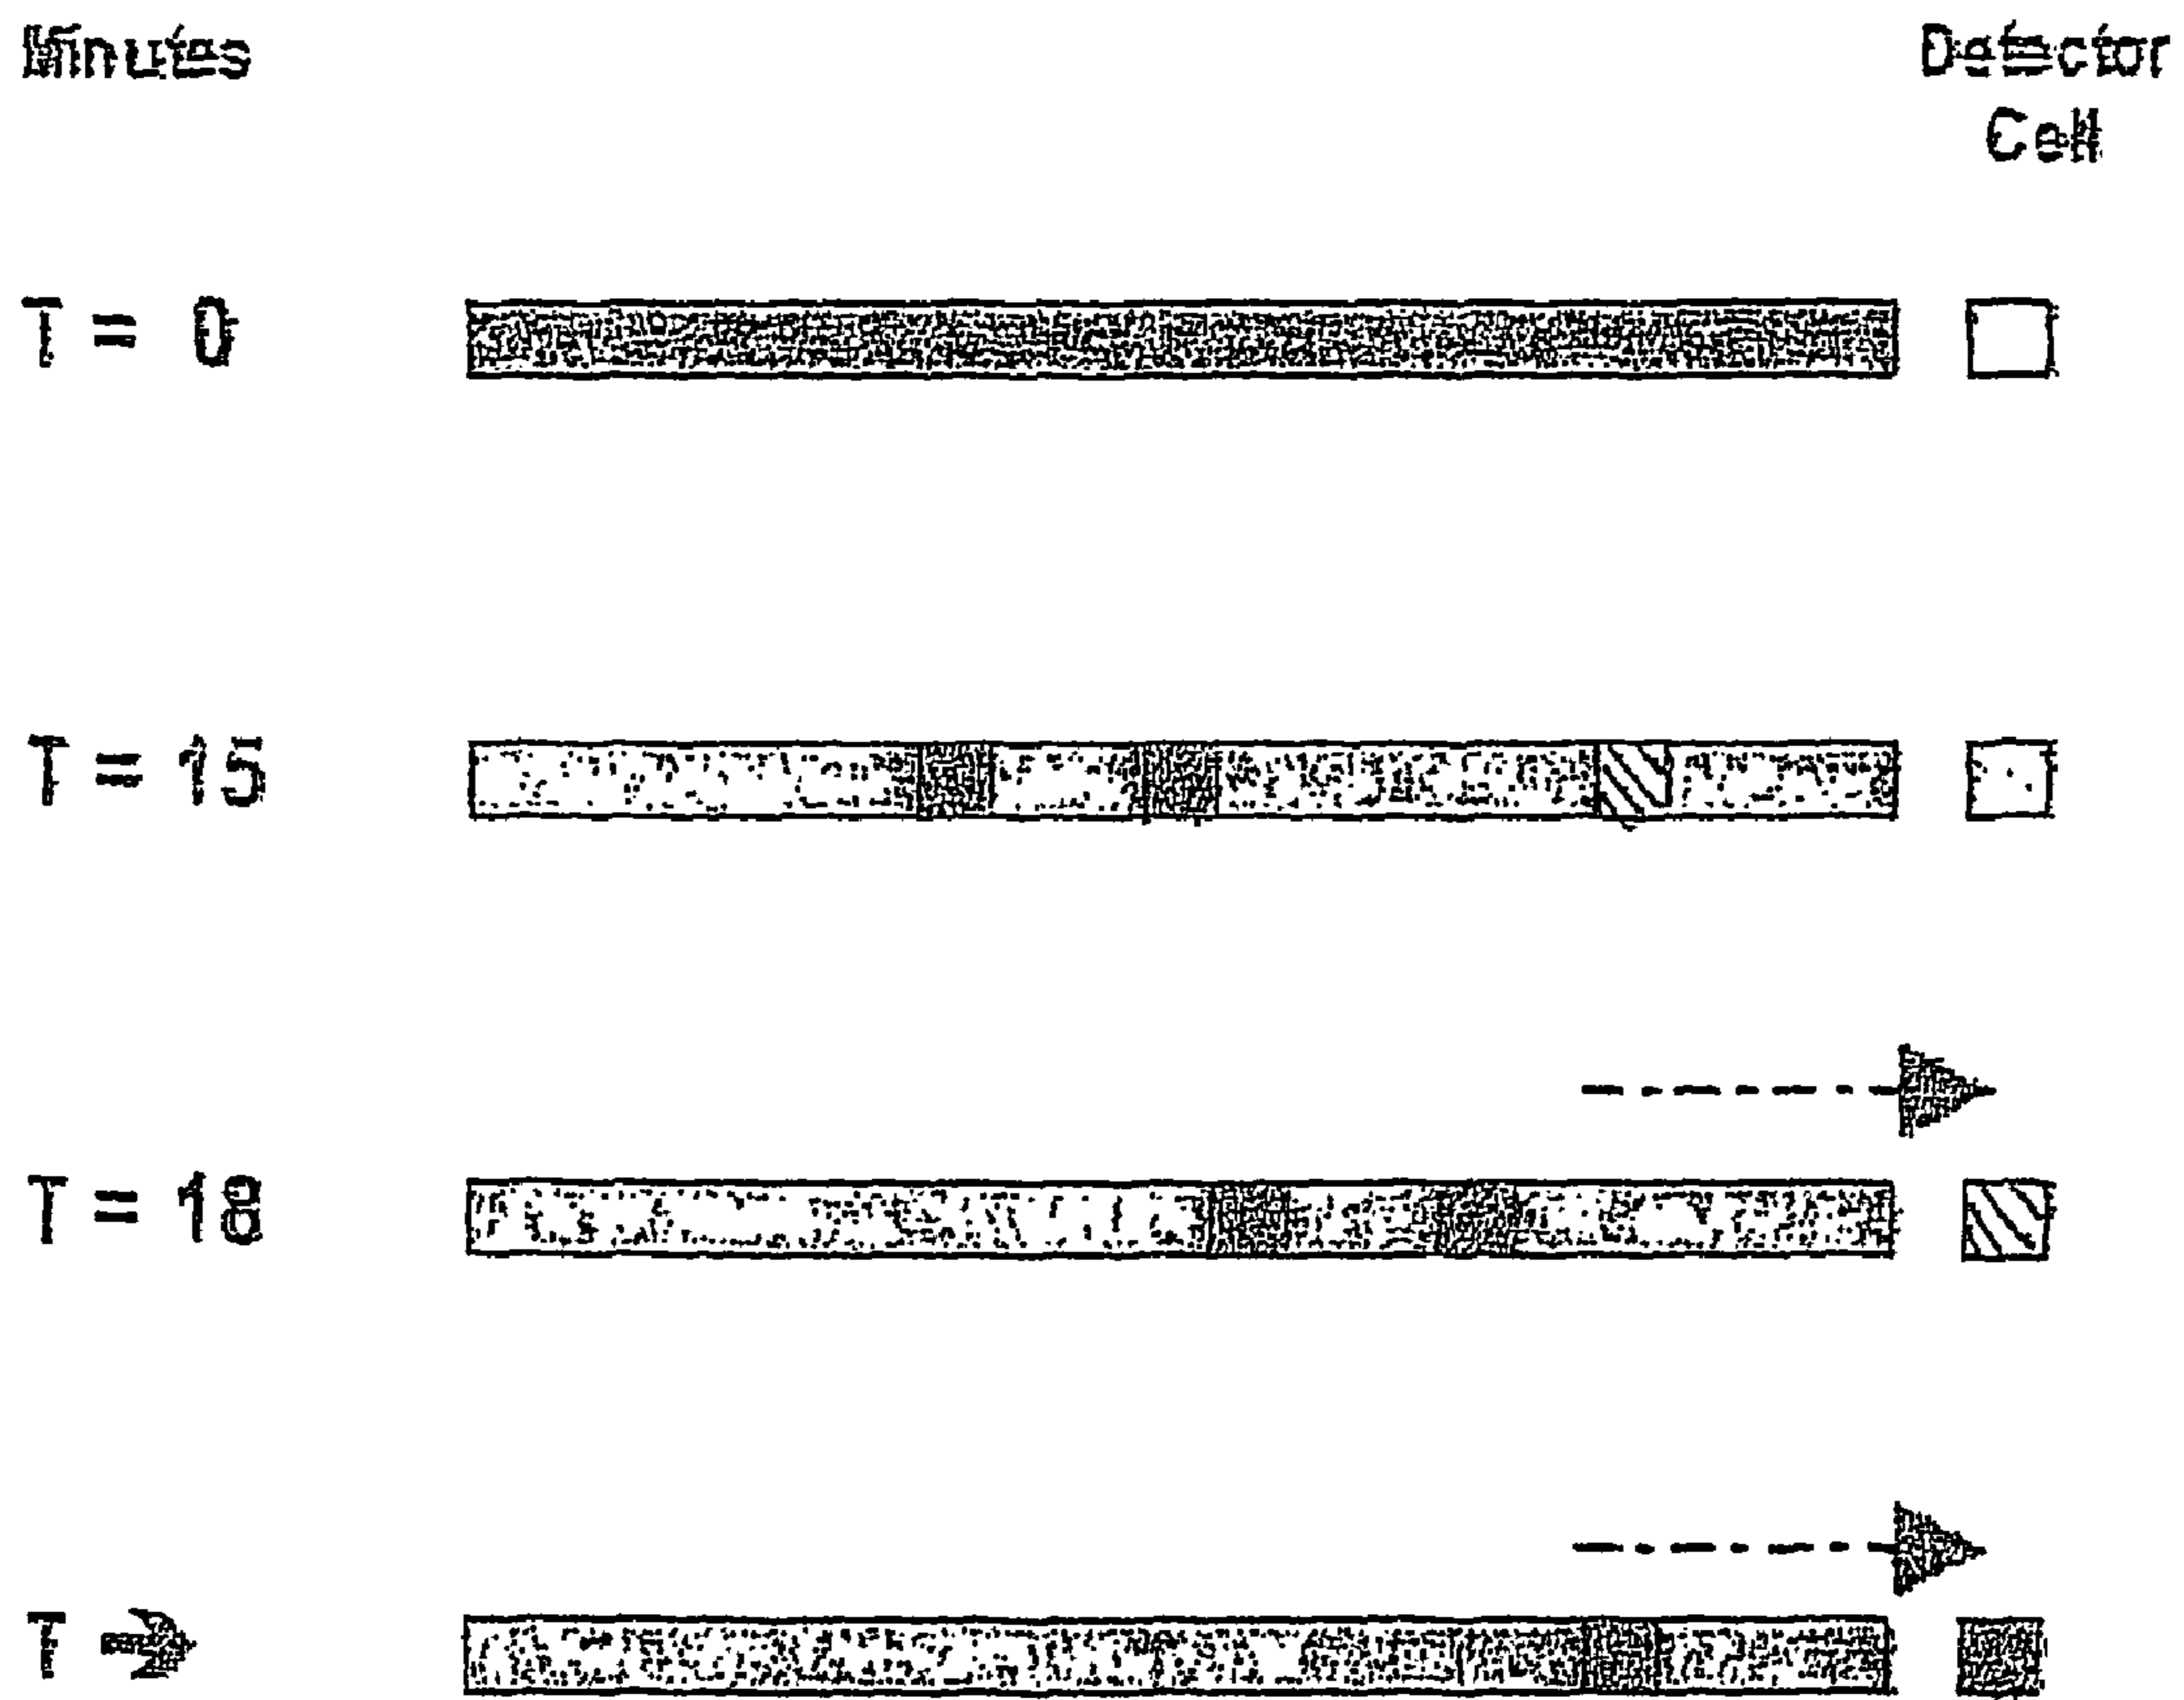 Minutes
Detector
Cell
T = 0
T = 15
T = 18
T →